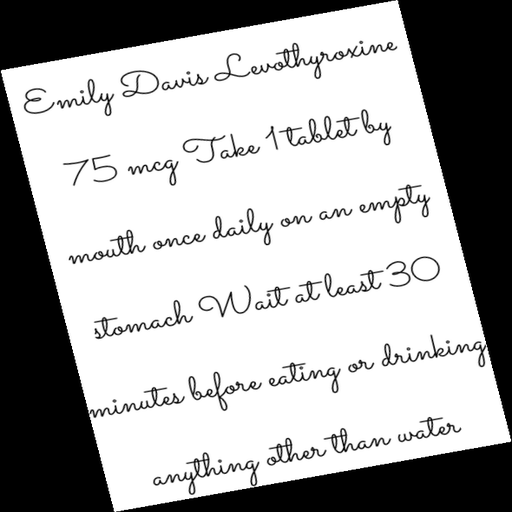 Emily Davis Levothyroxine
75 mcg Take 1 tablet by
mouth once daily on an empty
stomach Wait at least 30
minutes before eating or drinking
anything other than water